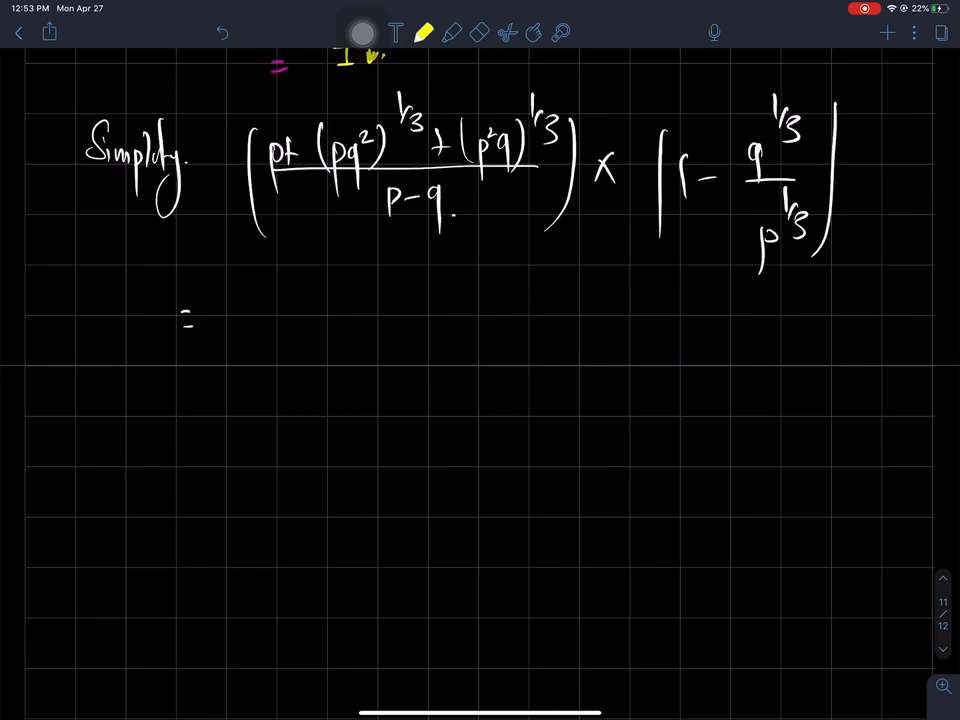 12:53 PM Mon Apr 27
22%
T
= 1
Simplify. (p+ (pq²)^1/3 + (p²q)^1/3 / p-q.) × (1 - q^1/3 / p^1/3)
=
11
/
12